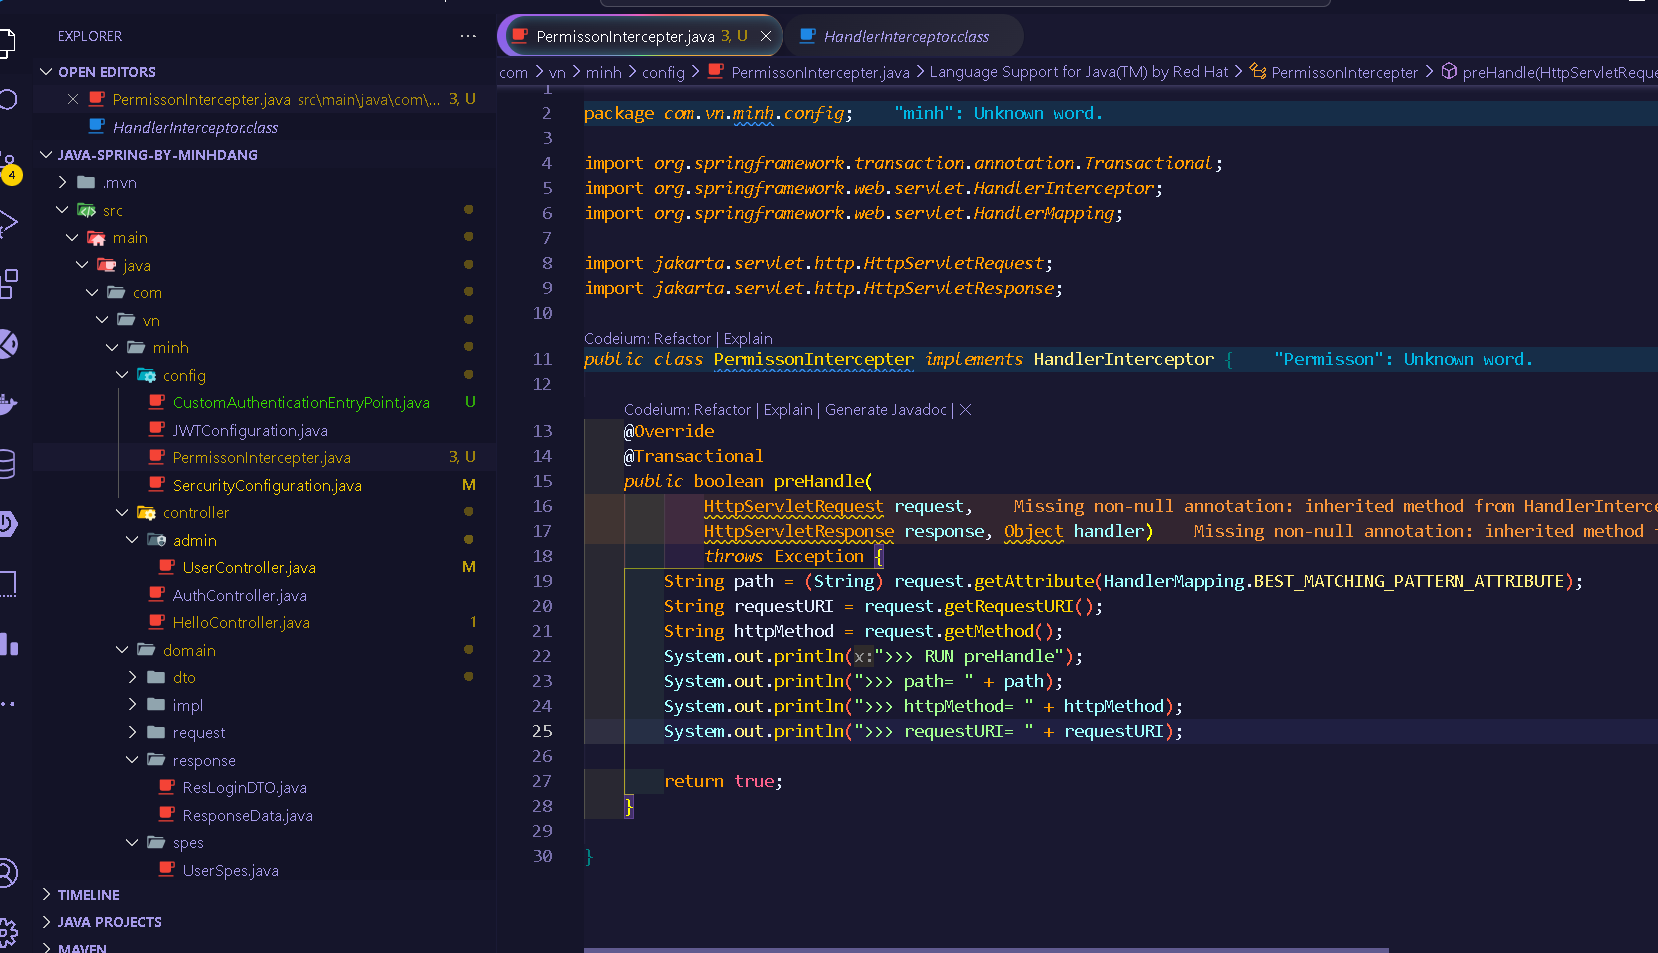 EXPLORER
OPEN EDITORS
PermissonIntercepter.java src\main\java\com\... 3, U
HandlerInterceptor.class
JAVA-SPRING-BY-MINHDANG
.mvn
src
main
java
com
vn
minh
config
CustomAuthenticationEntryPoint.java U
JWTConfiguration.java
PermissonIntercepter.java 3, U
SercurityConfiguration.java M
controller
admin
UserController.java M
AuthController.java
HelloController.java 1
domain
dto
impl
request
response
ResLoginDTO.java
ResponseData.java
spes
UserSpes.java
TIMELINE
JAVA PROJECTS
MAVEN
4
PermissonIntercepter.java 3, U
HandlerInterceptor.class
com > vn > minh > config > PermissonIntercepter.java > Language Support for Java(TM) by Red Hat > PermissonIntercepter > preHandle(HttpServletReque
1
2 package com.vn.minh.config; "minh": Unknown word.
3
4 import org.springframework.transaction.annotation.Transactional;
5 import org.springframework.web.servlet.HandlerInterceptor;
6 import org.springframework.web.servlet.HandlerMapping;
7
8 import jakarta.servlet.http.HttpServletRequest;
9 import jakarta.servlet.http.HttpServletResponse;
10
Codeium: Refactor | Explain
11 public class PermissonIntercepter implements HandlerInterceptor { "Permisson": Unknown word.
12
Codeium: Refactor | Explain | Generate Javadoc | X
13 @Override
14 @Transactional
15 public boolean preHandle(
16 HttpServletRequest request, Missing non-null annotation: inherited method from HandlerInterce
17 HttpServletResponse response, Object handler) Missing non-null annotation: inherited method
18 throws Exception {
19 String path = (String) request.getAttribute(HandlerMapping.BEST_MATCHING_PATTERN_ATTRIBUTE);
20 String requestURI = request.getRequestURI();
21 String httpMethod = request.getMethod();
22 System.out.println(x:">>> RUN preHandle");
23 System.out.println(">>> path= " + path);
24 System.out.println(">>> httpMethod= " + httpMethod);
25 System.out.println(">>> requestURI= " + requestURI);
26
27 return true;
28 }
29
30 }